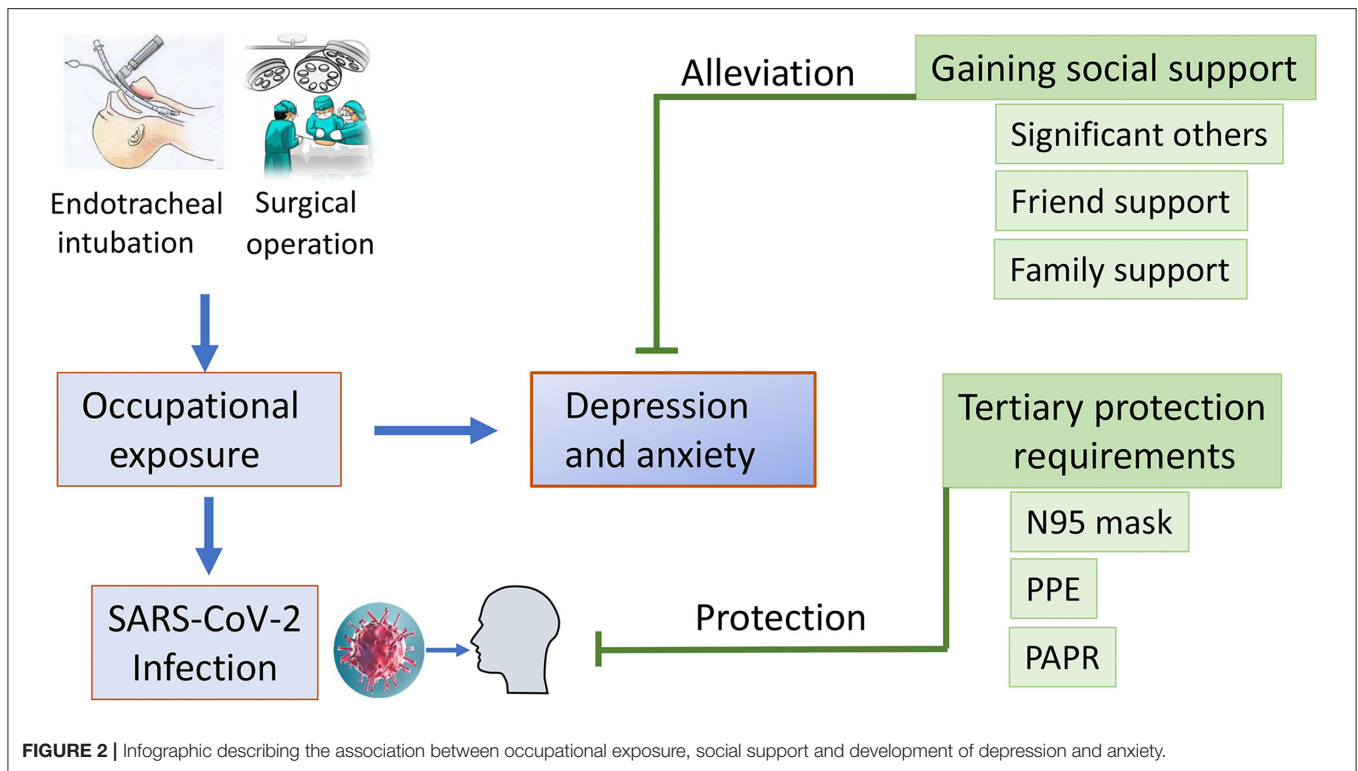 Endotracheal
intubation
Surgical
operation
Alleviation
Gaining social support
Significant others
Friend support
Family support
Occupational
exposure
Depression
and anxiety
Tertiary protection
requirements
N95 mask
PPE
PAPR
SARS-CoV-2
Infection
Protection
FIGURE 2 | Infographic describing the association between occupational exposure, social support and development of depression and anxiety.